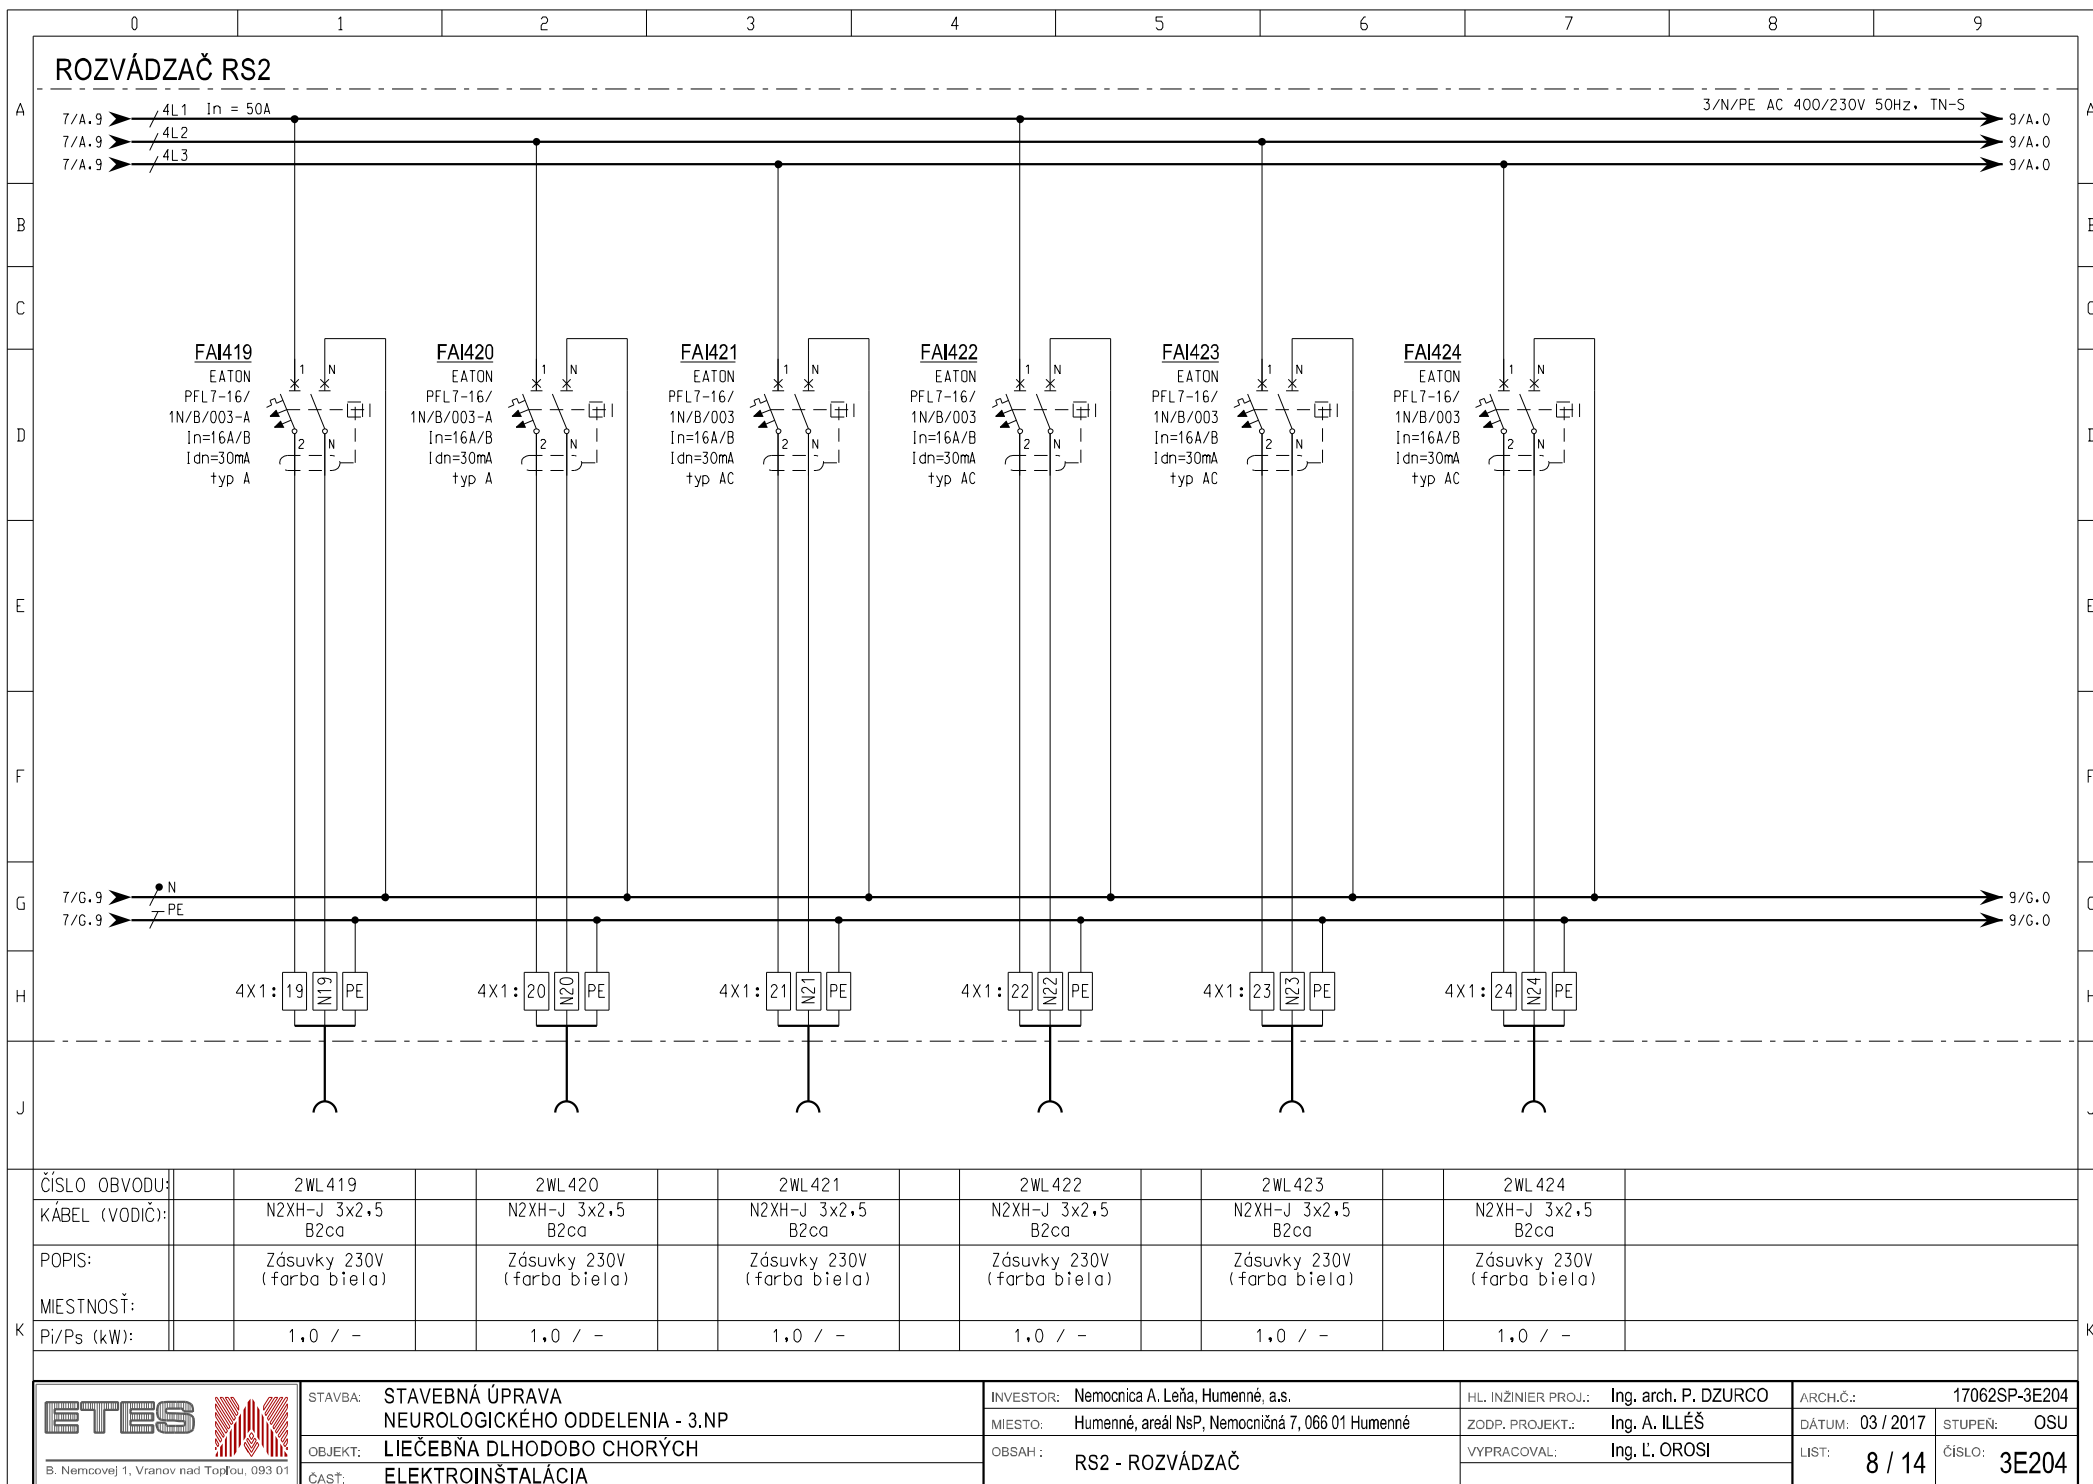 0 1 2 3 4 5 6 7 8 9
ROZVÁDZAČ RS2
A
7/A.9 4L1 In = 50A 3/N/PE AC 400/230V 50Hz, TN-S 9/A.0
7/A.9 4L2 9/A.0
7/A.9 4L3 9/A.0
B
C
D
FAI419
EATON
PFL7-16/
1N/B/003-A
In=16A/B
Idn=30mA
typ A
1 N
2 N
FAI420
EATON
PFL7-16/
1N/B/003-A
In=16A/B
Idn=30mA
typ A
1 N
2 N
FAI421
EATON
PFL7-16/
1N/B/003
In=16A/B
Idn=30mA
typ AC
1 N
2 N
FAI422
EATON
PFL7-16/
1N/B/003
In=16A/B
Idn=30mA
typ AC
1 N
2 N
FAI423
EATON
PFL7-16/
1N/B/003
In=16A/B
Idn=30mA
typ AC
1 N
2 N
FAI424
EATON
PFL7-16/
1N/B/003
In=16A/B
Idn=30mA
typ AC
1 N
2 N
E E
F F
G
7/G.9 N 9/G.0
7/G.9 PE 9/G.0
H 4X1: 19 N19 PE 4X1: 20 N20 PE 4X1: 21 N21 PE 4X1: 22 N22 PE 4X1: 23 N23 PE 4X1: 24 N24 PE
J
ČÍSLO OBVODU: 2WL419 2WL420 2WL421 2WL422 2WL423 2WL424
KÁBEL (VODIČ): N2XH-J 3x2,5 N2XH-J 3x2,5 N2XH-J 3x2,5 N2XH-J 3x2,5 N2XH-J 3x2,5 N2XH-J 3x2,5
B2ca B2ca B2ca B2ca B2ca B2ca
POPIS: Zásuvky 230V Zásuvky 230V Zásuvky 230V Zásuvky 230V Zásuvky 230V Zásuvky 230V
(farba biela) (farba biela) (farba biela) (farba biela) (farba biela) (farba biela)
MIESTNOSŤ:
K Pi/Ps (kW): 1,0 / - 1,0 / - 1,0 / - 1,0 / - 1,0 / - 1,0 / - K
ETES
B. Nemcovej 1, Vranov nad Topľou, 093 01
STAVBA: STAVEBNÁ ÚPRAVA
NEUROLOGICKÉHO ODDELENIA - 3.NP
OBJEKT: LIEČEBŇA DLHODOBO CHORÝCH
ČASŤ: ELEKTROINŠTALÁCIA
INVESTOR: Nemocnica A. Leňa, Humenné, a.s.
MIESTO: Humenné, areál NsP, Nemocničná 7, 066 01 Humenné
OBSAH : RS2 - ROZVÁDZAČ
HL. INŽINIER PROJ.: Ing. arch. P. DZURCO
ZODP. PROJEKT.: Ing. A. ILLÉŠ
VYPRACOVAL: Ing. Ľ. OROSI
ARCH.Č.: 17062SP-3E204
DÁTUM: 03 / 2017 STUPEŇ: OSU
LIST: 8 / 14 ČÍSLO: 3E204